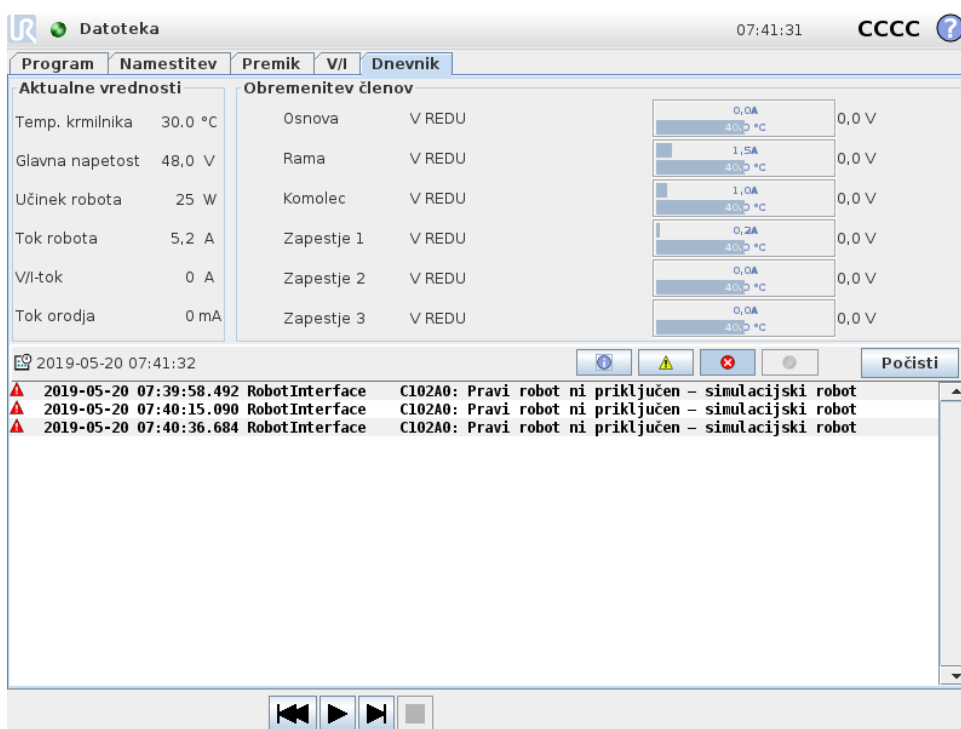 UR Datoteka 07:41:31 CCCC ?
Program Namestitev Premik V/I Dnevnik
Aktualne vrednosti
Temp. krmilnika 30.0 °C
Glavna napetost 48,0 V
Učinek robota 25 W
Tok robota 5,2 A
V/I-tok 0 A
Tok orodja 0 mA
Obremenitev členov
Osnova V REDU 0,0A 40,0 °C 0,0 V
Rama V REDU 1,5A 40,0 °C 0,0 V
Komolec V REDU 1,0A 40,0 °C 0,0 V
Zapestje 1 V REDU 0,2A 40,0 °C 0,0 V
Zapestje 2 V REDU 0,0A 40,0 °C 0,0 V
Zapestje 3 V REDU 0,0A 40,0 °C 0,0 V
2019-05-20 07:41:32 Počisti
2019-05-20 07:39:58.492 RobotInterface C102A0: Pravi robot ni priključen – simulacijski robot
2019-05-20 07:40:15.090 RobotInterface C102A0: Pravi robot ni priključen – simulacijski robot
2019-05-20 07:40:36.684 RobotInterface C102A0: Pravi robot ni priključen – simulacijski robot